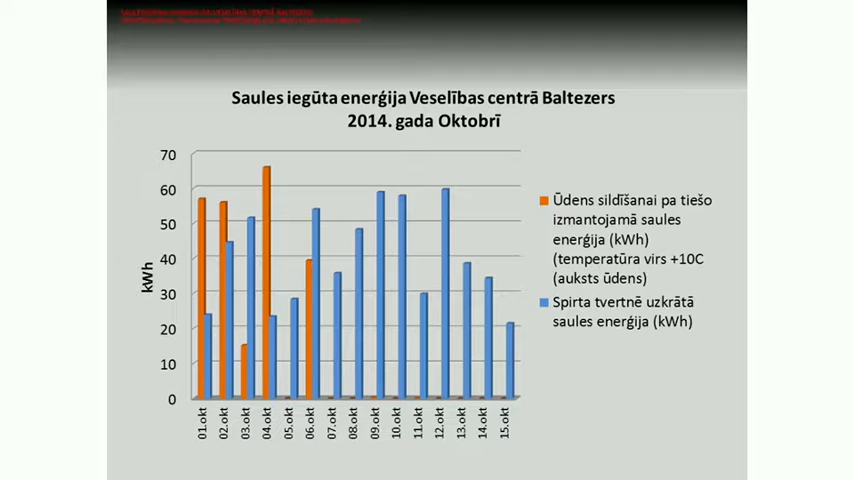 Saules iegūta enerģija Veselības centrā Baltezers
2014. gada Oktobrī
70
60
50
40
30
20
10
0
kWh
01.okt
02.okt
03.okt
04.okt
05.okt
06.okt
07.okt
08.okt
09.okt
10.okt
11.okt
12.okt
13.okt
14.okt
15.okt
Ūdens sildīšanai pa tiešo
izmantojamā saules
enerģija (kWh)
(temperatūra virs +10C
(auksts ūdens)
Spirta tvertnē uzkrātā
saules enerģija (kWh)